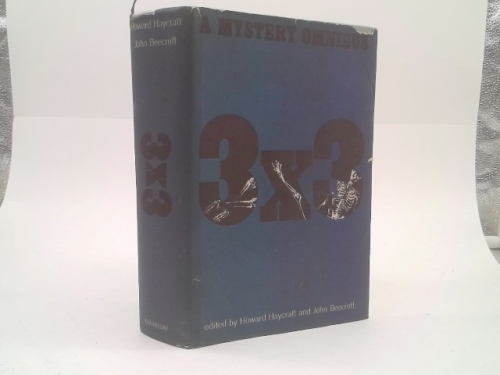 Howard Haycraft
John Beecroft
3x3
A MYSTERY OMNIBUS
3x3
edited by Howard Haycraft and John Beecroft